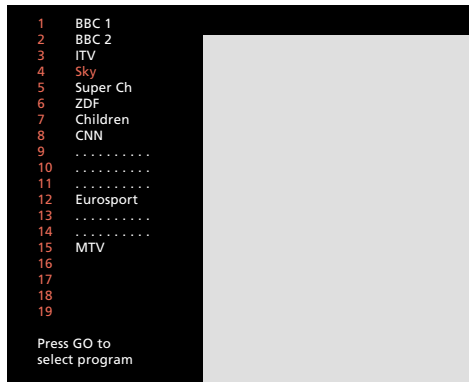 1 BBC 1
2 BBC 2
3 ITV
4 Sky
5 Super Ch
6 ZDF
7 Children
8 CNN
9 . . . . . . . . . .
10 . . . . . . . . . .
11 . . . . . . . . . .
12 Eurosport
13 . . . . . . . . . .
14 . . . . . . . . . .
15 MTV
16
17
18
19
Press GO to
select program